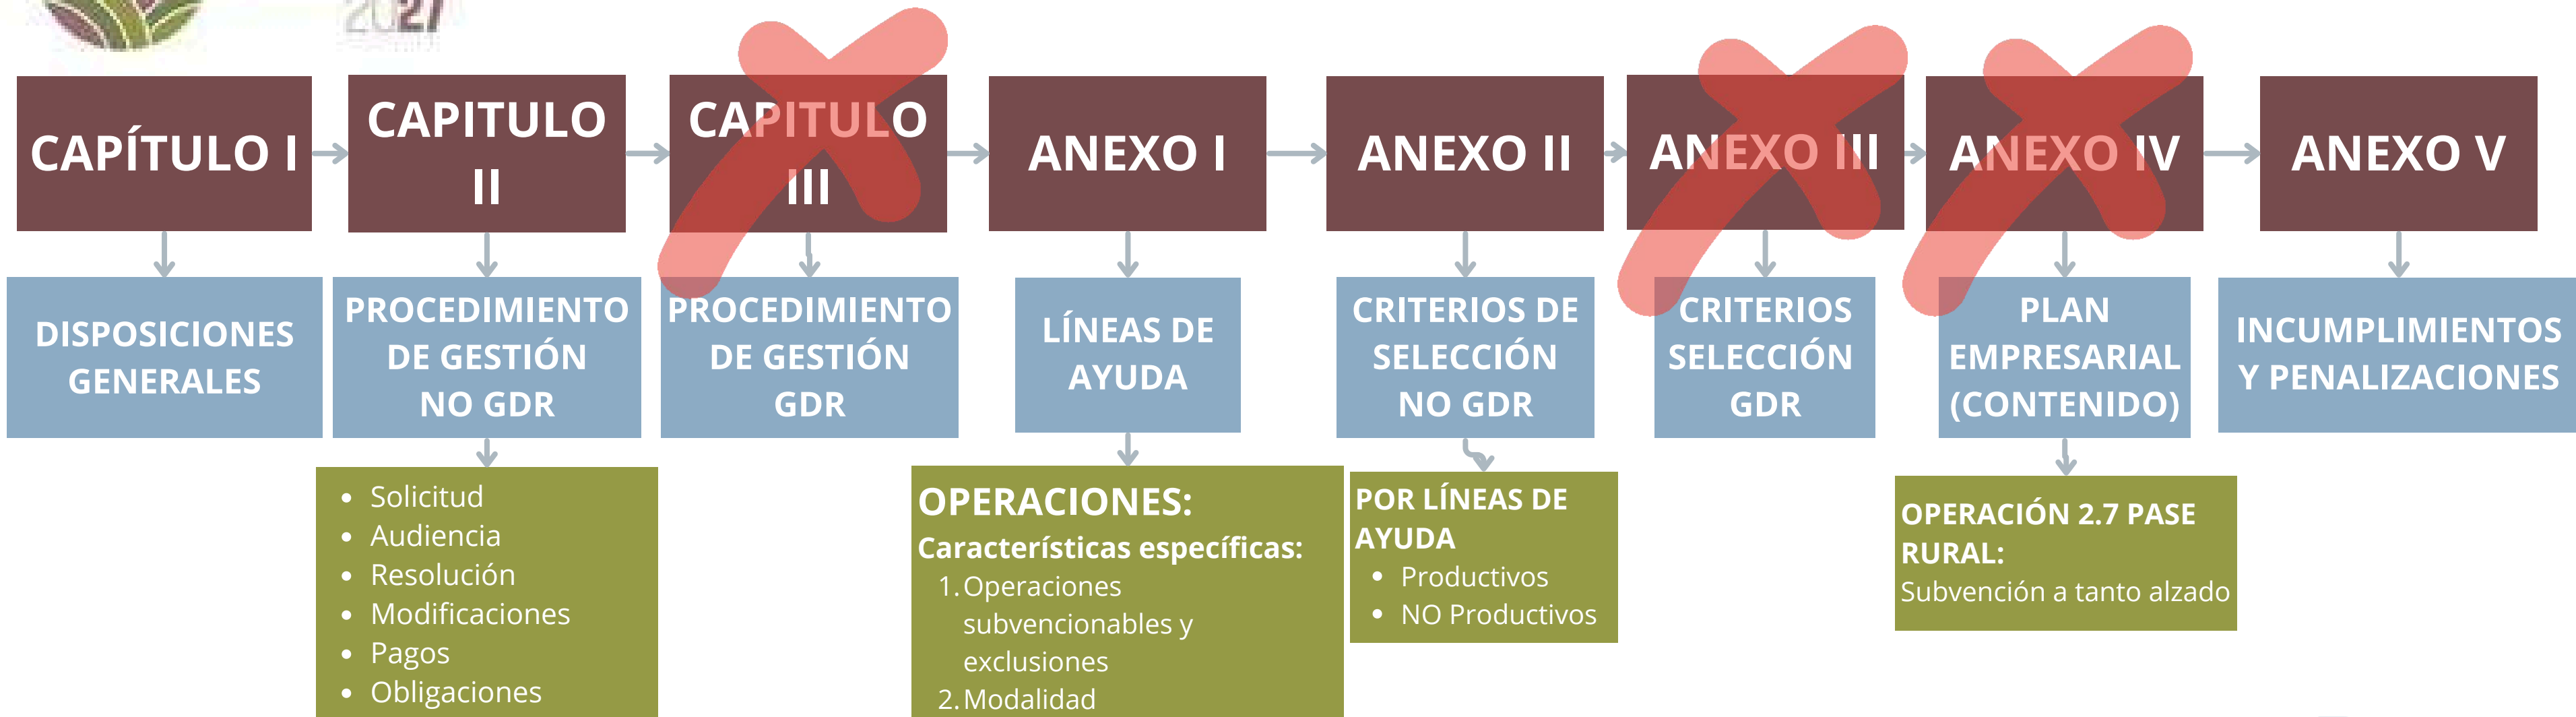 2027
CAPÍTULO I
CAPITULO
II
CAPITULO
III
ANEXO I
ANEXO II
ANEXO III
ANEXO IV
ANEXO V
DISPOSICIONES
GENERALES
PROCEDIMIENTO
DE GESTIÓN
NO GDR
PROCEDIMIENTO
DE GESTIÓN
GDR
LÍNEAS DE
AYUDA
CRITERIOS DE
SELECCIÓN
NO GDR
CRITERIOS
SELECCIÓN
GDR
PLAN
EMPRESARIAL
(CONTENIDO)
INCUMPLIMIENTOS
Y PENALIZACIONES
• Solicitud
• Audiencia
• Resolución
• Modificaciones
• Pagos
• Obligaciones
OPERACIONES:
Características específicas:
1. Operaciones
subvencionables y
exclusiones
2. Modalidad
POR LÍNEAS DE
AYUDA
• Productivos
• NO Productivos
OPERACIÓN 2.7 PASE
RURAL:
Subvención a tanto alzado